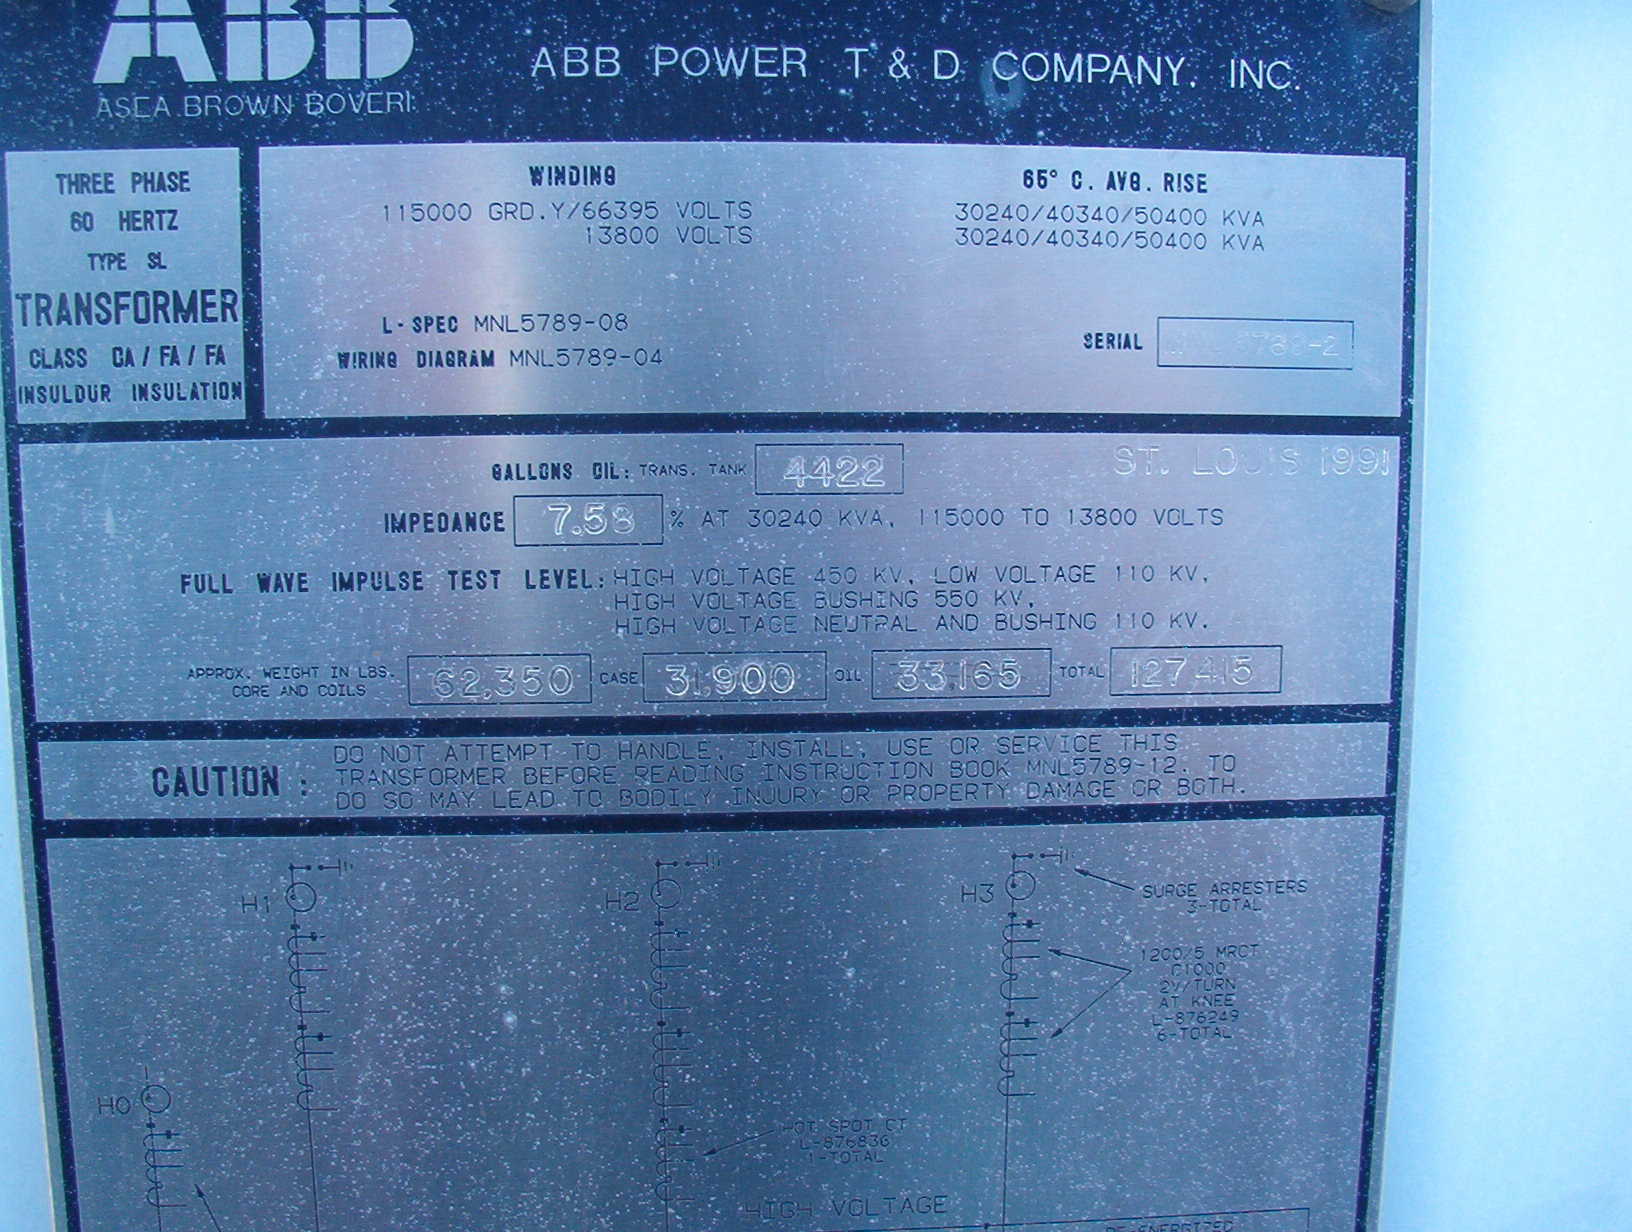 ABB
ASEA BROWN BOVERI
ABB POWER T & D COMPANY, INC.
THREE PHASE
60 HERTZ
TYPE SL
TRANSFORMER
CLASS OA / FA / FA
INSULDUR INSULATION
WINDING
115000 GRD.Y/66395 VOLTS
13800 VOLTS
65° C. AVG. RISE
30240/40340/50400 KVA
30240/40340/50400 KVA
L-SPEC MNL5789-08
WIRING DIAGRAM MNL5789-04
SERIAL MNL5789-2
ST. LOUIS 1991
GALLONS OIL: TRANS. TANK 4422
IMPEDANCE 7.58 % AT 30240 KVA, 115000 TO 13800 VOLTS
FULL WAVE IMPULSE TEST LEVEL: HIGH VOLTAGE 450 KV, LOW VOLTAGE 110 KV,
HIGH VOLTAGE BUSHING 550 KV,
HIGH VOLTAGE NEUTRAL AND BUSHING 110 KV.
APPROX. WEIGHT IN LBS.
CORE AND COILS 62,350 CASE 31,900 OIL 33,165 TOTAL 127,415
CAUTION : DO NOT ATTEMPT TO HANDLE, INSTALL, USE OR SERVICE THIS
TRANSFORMER BEFORE READING INSTRUCTION BOOK MNL5789-12. TO
DO SO MAY LEAD TO BODILY INJURY OR PROPERTY DAMAGE OR BOTH.
H1
H2
H3
SURGE ARRESTERS
3-TOTAL
1200/5 MRCT
C1000
2V/TURN
AT KNEE
L-876249
6-TOTAL
H0
HOT SPOT CT
L-876836
1-TOTAL
HIGH VOLTAGE
DE-ENERGIZED